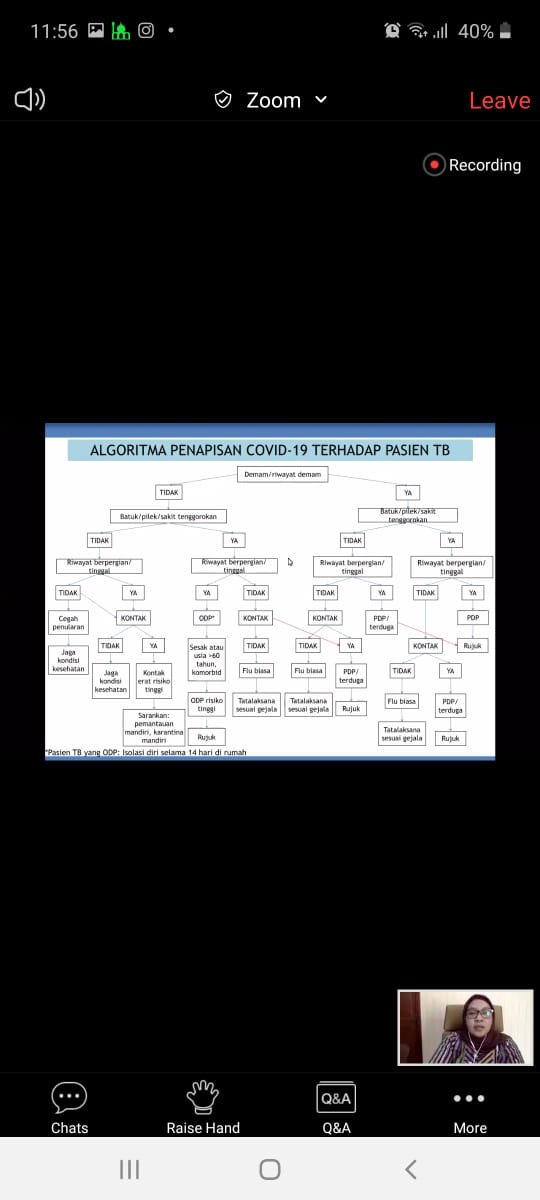 11:56
40%
Zoom
Leave
Recording
ALGORITMA PENAPISAN COVID-19 TERHADAP PASIEN TB
Demam/riwayat demam
TIDAK
YA
Batuk/pilek/sakit tenggorokan
Batuk/pilek/sakit
tenggorokan
TIDAK
YA
TIDAK
YA
Riwayat berpergian/
tinggal
Riwayat berpergian/
tinggal
Riwayat berpergian/
tinggal
Riwayat berpergian/
tinggal
TIDAK
YA
YA
TIDAK
TIDAK
YA
TIDAK
YA
Cegah
penularan
KONTAK
ODP*
KONTAK
KONTAK
PDP/
terduga
PDP
Jaga
kondisi
kesehatan
TIDAK
YA
Sesak atau
usia >60
tahun,
komorbid
TIDAK
TIDAK
YA
KONTAK
Rujuk
Jaga
kondisi
kesehatan
Kontak
erat risiko
tinggi
Flu biasa
Flu biasa
PDP/
terduga
TIDAK
YA
Sarankan:
pemantauan
mandiri, karantina
mandiri
ODP risiko
tinggi
Tatalaksana
sesuai gejala
Tatalaksana
sesuai gejala
Rujuk
Flu biasa
PDP/
terduga
Rujuk
Tatalaksana
sesuai gejala
Rujuk
*Pasien TB yang ODP: Isolasi diri selama 14 hari di rumah
Chats
Raise Hand
Q&A
Q&A
More